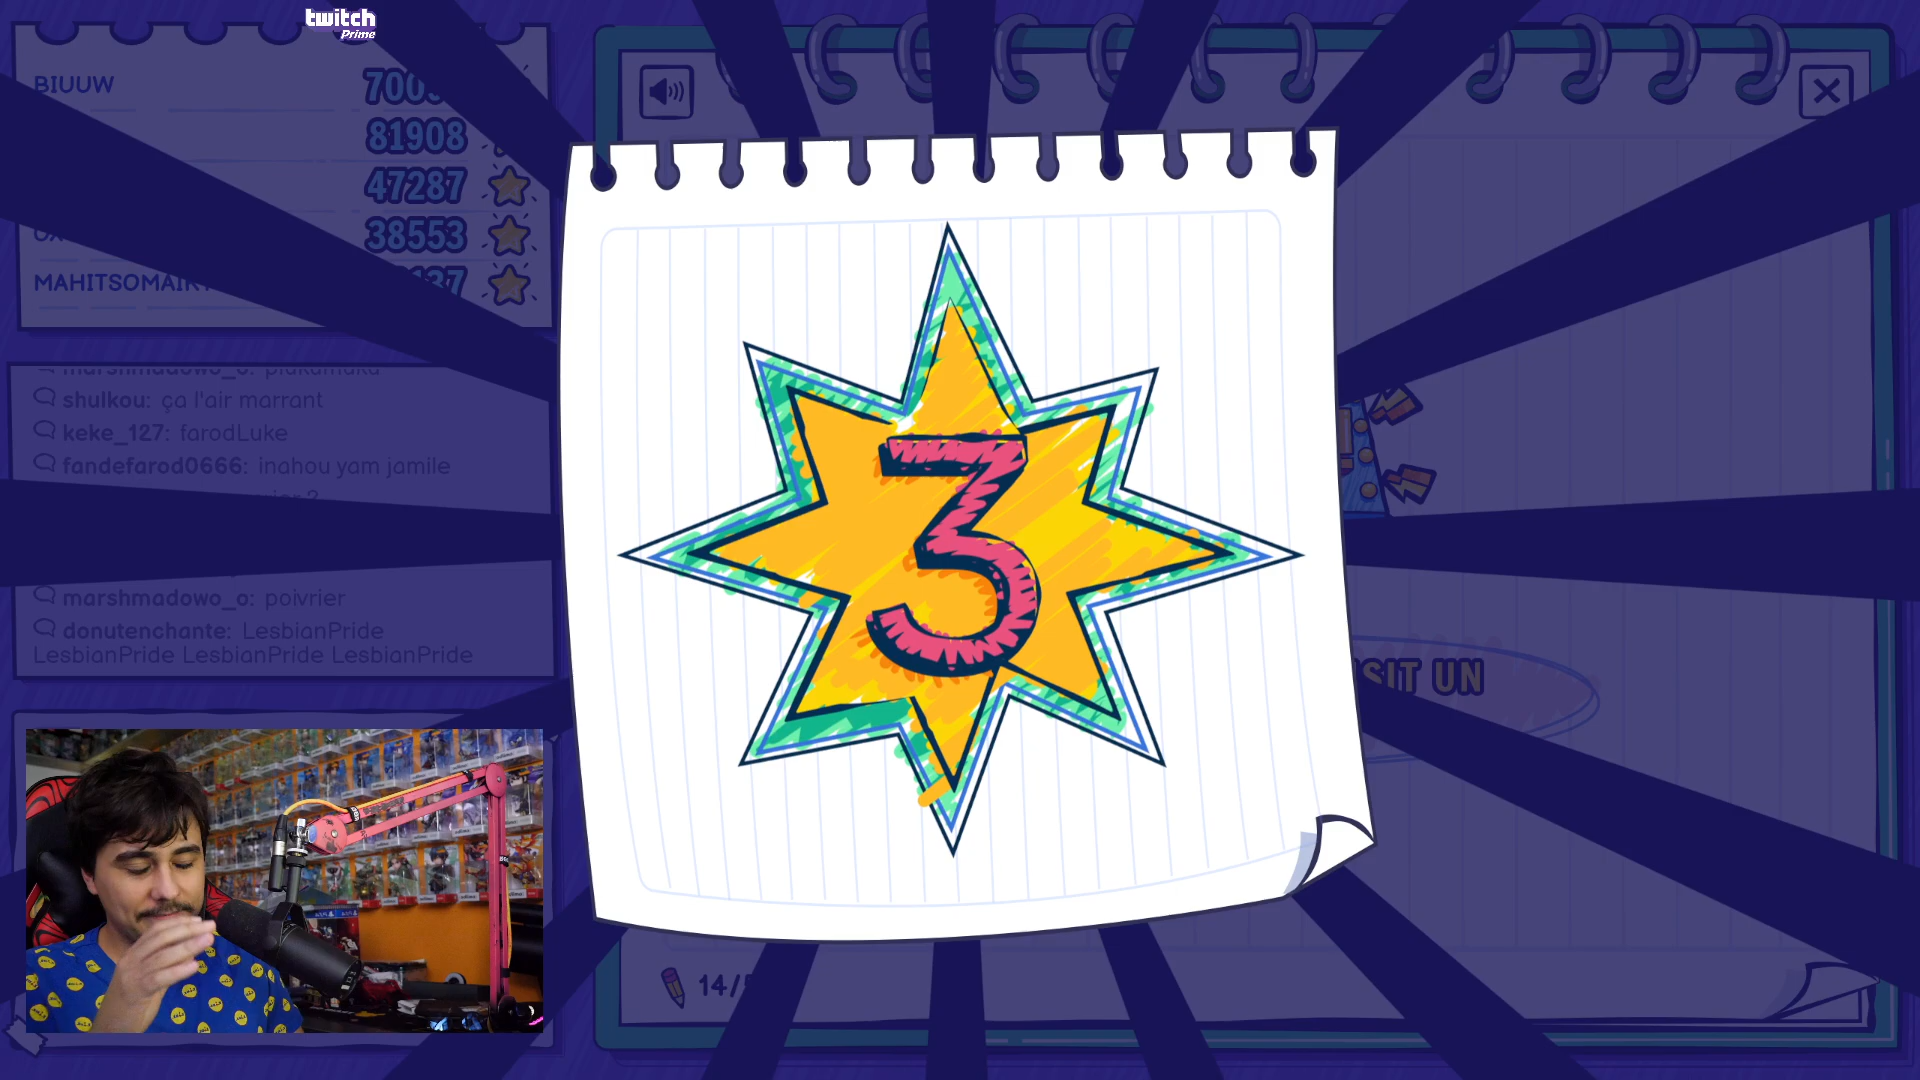 twitch
Prime
BIUUW
81908
47287
38553
shulkou: ça l'air marrant
keke_127: farodLuke
fandefarod0666: inahou yam jamile
marshmadowo_o: poivrier
donutenchante: LesbianPride
LesbianPride LesbianPride LesbianPride
3
SIT UN
14/